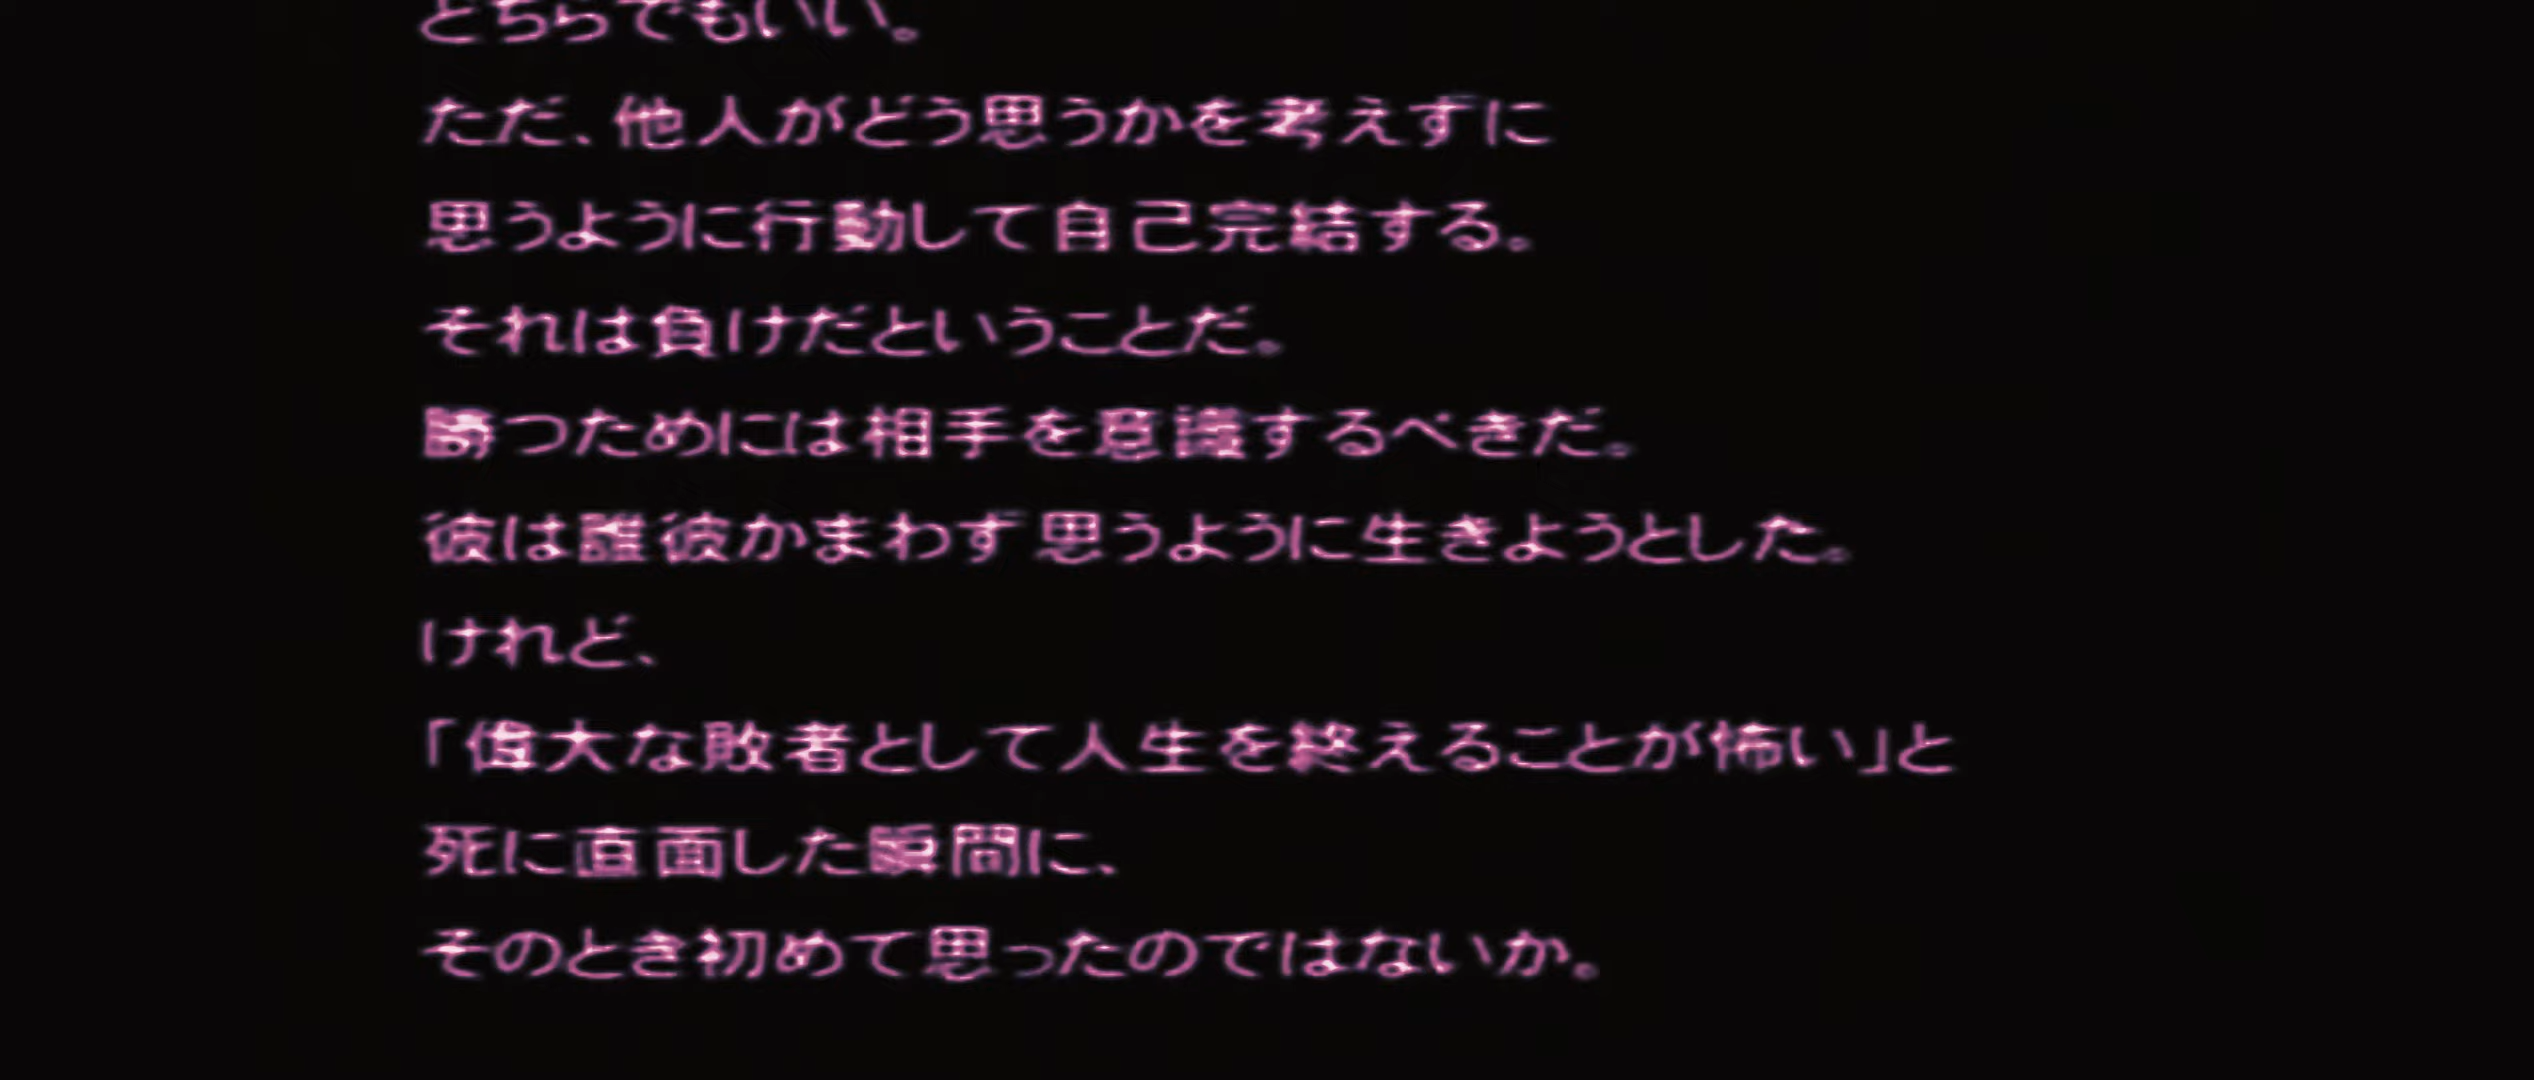 どちらでもいい。
ただ、他人がどう思うかを考えずに
思うように行動して自己完結する。
それは負けだということだ。
勝つためには相手を意識するべきだ。
彼は誰彼かまわず思うように生きようとした。
けれど、
「偉大な敗者として人生を終えることが怖い」と
死に直面した瞬間に、
そのとき初めて思ったのではないか。